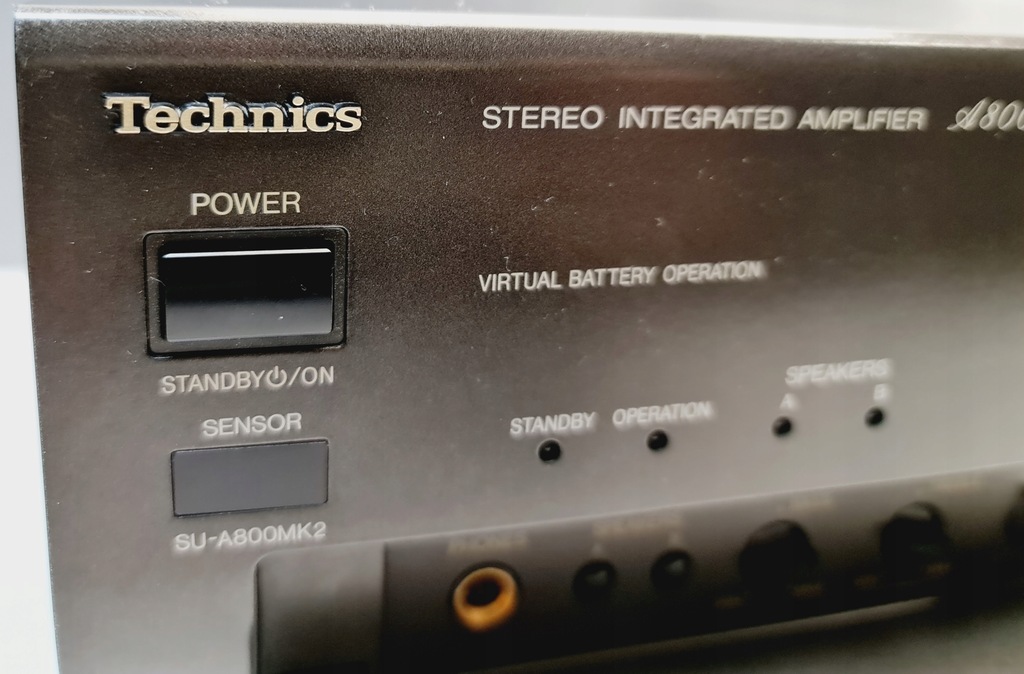 Technics
STEREO INTEGRATED AMPLIFIER
POWER
VIRTUAL BATTERY OPERATION
STANDBY⏻/ON
SPEAKERS
A B
STANDBY OPERATION
SENSOR
SU-A800MK2